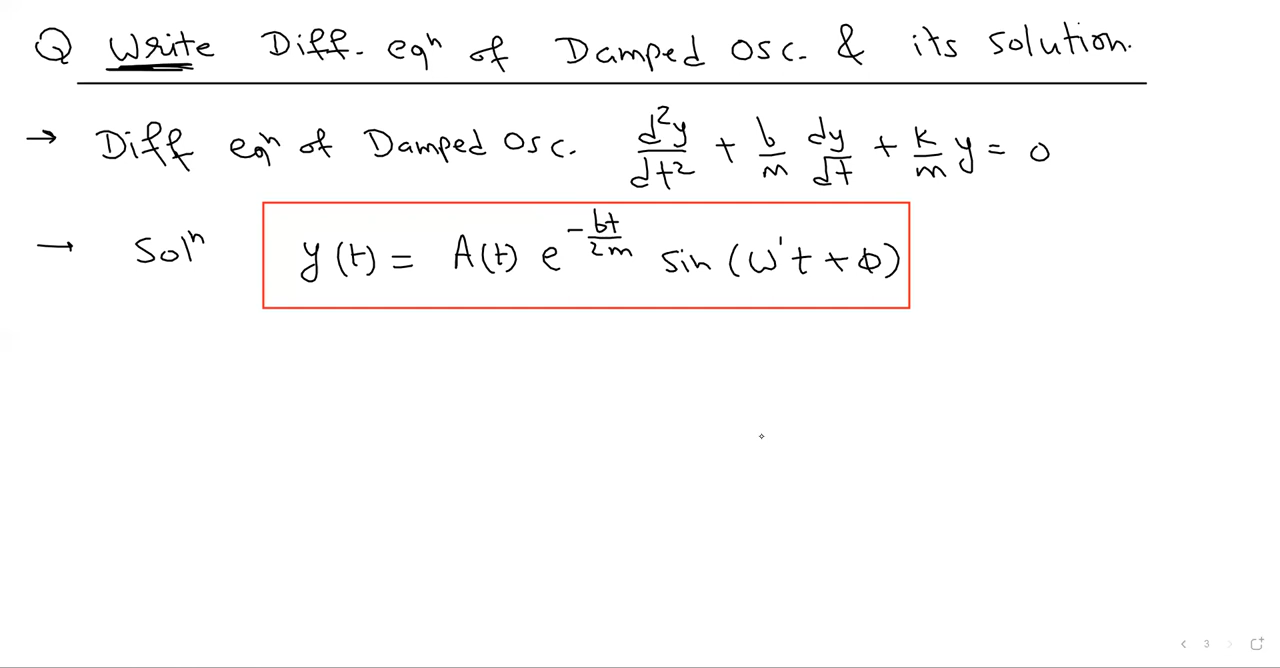 Q Write Diff. eqⁿ of Damped Osc. & its solution.
→ Diff eqⁿ of Damped Osc. d²y/dt² + b/m dy/dt + k/m y = 0
→ Solⁿ y(t) = A(t) e^(-bt/2m) sin(ω't + Φ)
3